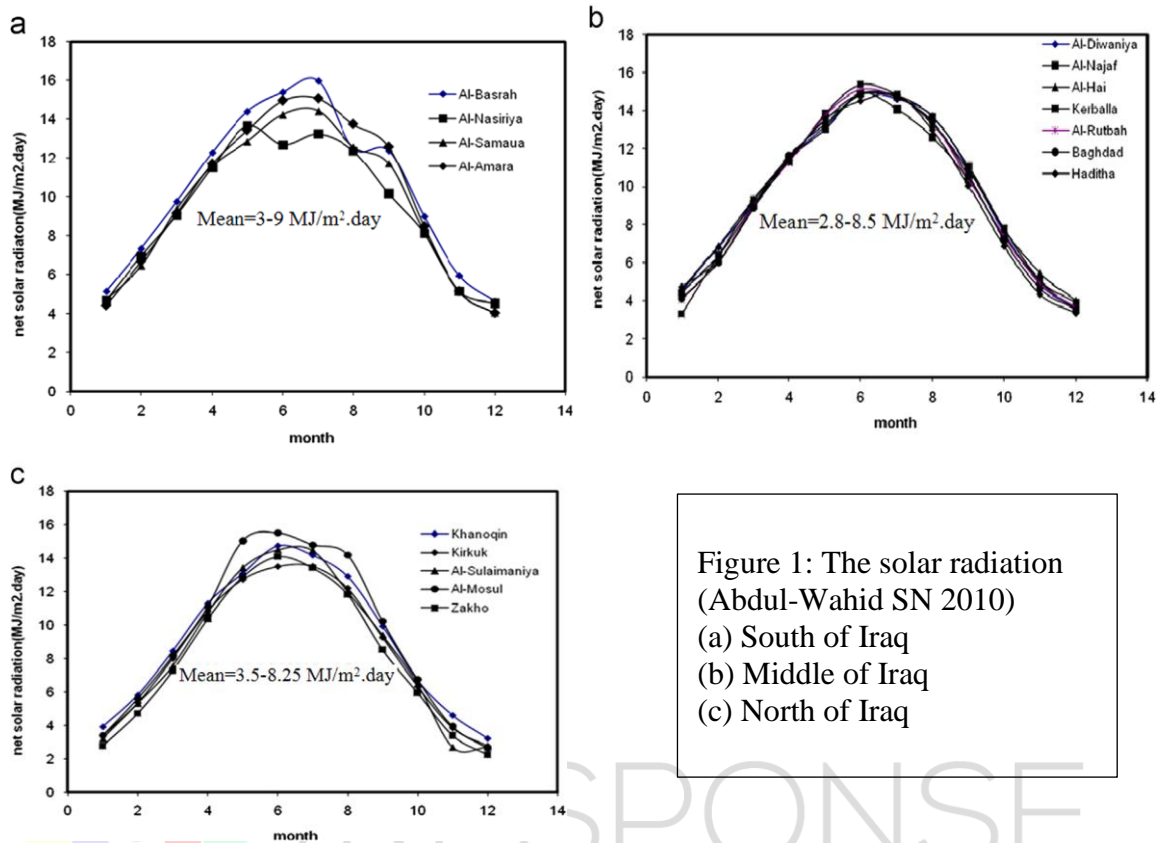 a
18
16
14
12
10
8
6
4
2
0
net solar radiaton(MJ/m2.day)
0 2 4 6 8 10 12 14
month
Al-Basrah
Al-Nasiriya
Al-Samaua
Al-Amara
Mean=3-9 MJ/m².day
b
18
16
14
12
10
8
6
4
2
0
net solar radiation(MJ/m2.day)
0 2 4 6 8 10 12 14
month
Al-Diwaniya
Al-Najaf
Al-Hai
Kerballa
Al-Rutbah
Baghdad
Haditha
Mean=2.8-8.5 MJ/m².day
c
18
16
14
12
10
8
6
4
2
0
net solar radiation(MJ/m2.day)
0 2 4 6 8 10 12 14
month
Khanoqin
Kirkuk
Al-Sulaimaniya
Al-Mosul
Zakho
Mean=3.5-8.25 MJ/m².day
Figure 1: The solar radiation
(Abdul-Wahid SN 2010)
(a) South of Iraq
(b) Middle of Iraq
(c) North of Iraq
SPONSE